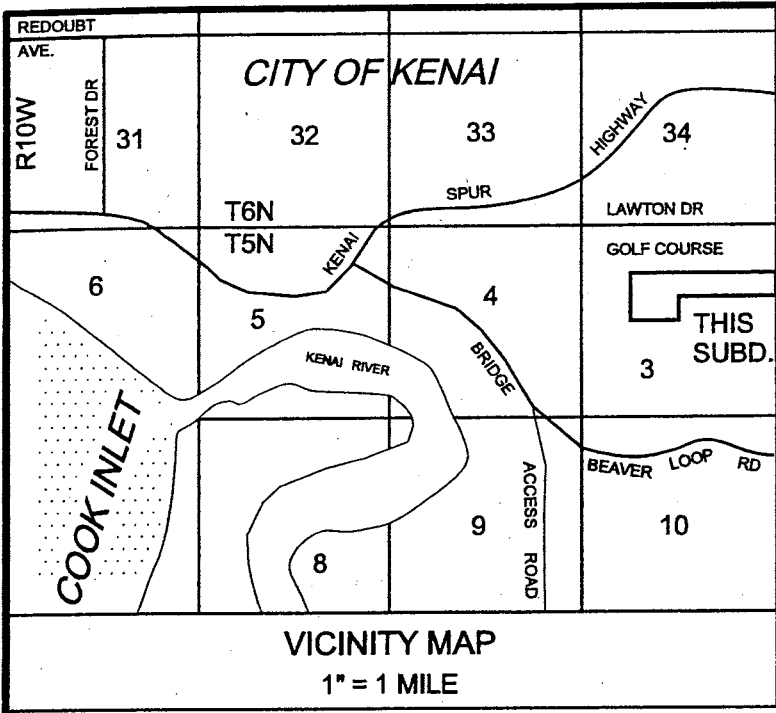 REDOUBT
AVE.
CITY OF KENAI
R10W
FOREST DR
31
32
33
HIGHWAY
34
SPUR
T6N
LAWTON DR
T5N
KENAI
GOLF COURSE
6
5
4
THIS
SUBD.
KENAI RIVER
BRIDGE
3
COOK INLET
BEAVER LOOP RD
ACCESS ROAD
8
9
10
VICINITY MAP
1" = 1 MILE